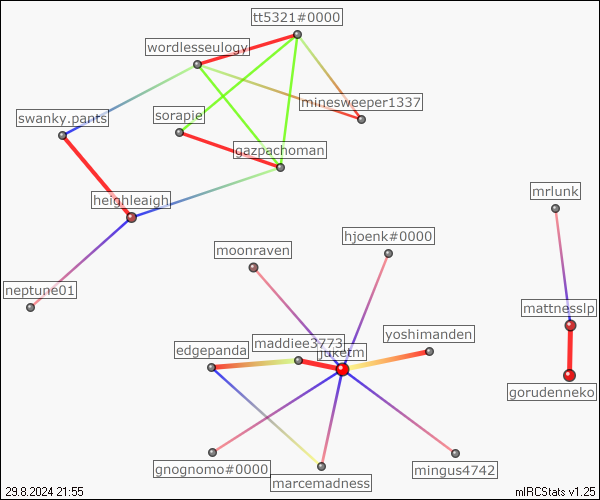 tt5321#0000
wordlesseulogy
minesweeper1337
swanky.pants
sorapie
gazpachoman
mrlunk
heighleaigh
hjoenk#0000
moonraven
neptune01
mattnesslp
yoshimanden
maddiee3773
edgepanda
juketm
gorudenneko
gnognomo#0000
mingus4742
marcemadness
29.8.2024 21:55
mIRCStats v1.25